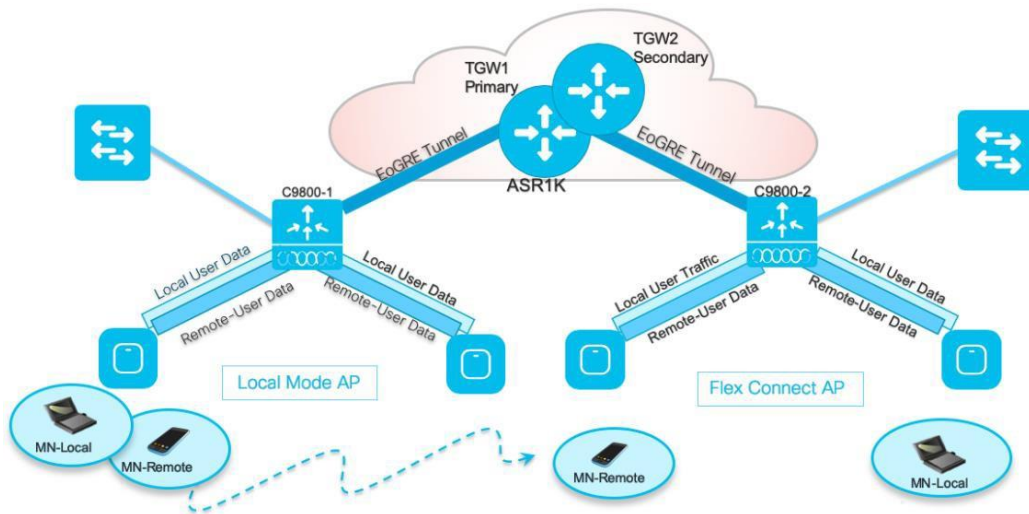 TGW2
Secondary
TGW1
Primary
EoGRE Tunnel
EoGRE Tunnel
ASR1K
C9800-1
C9800-2
Local User Data
Remote-User Data
Local User Data
Remote-User Data
Local User Traffic
Remote-User Data
Local User Data
Remote-User Data
Local Mode AP
Flex Connect AP
MN-Local
MN-Remote
MN-Remote
MN-Local